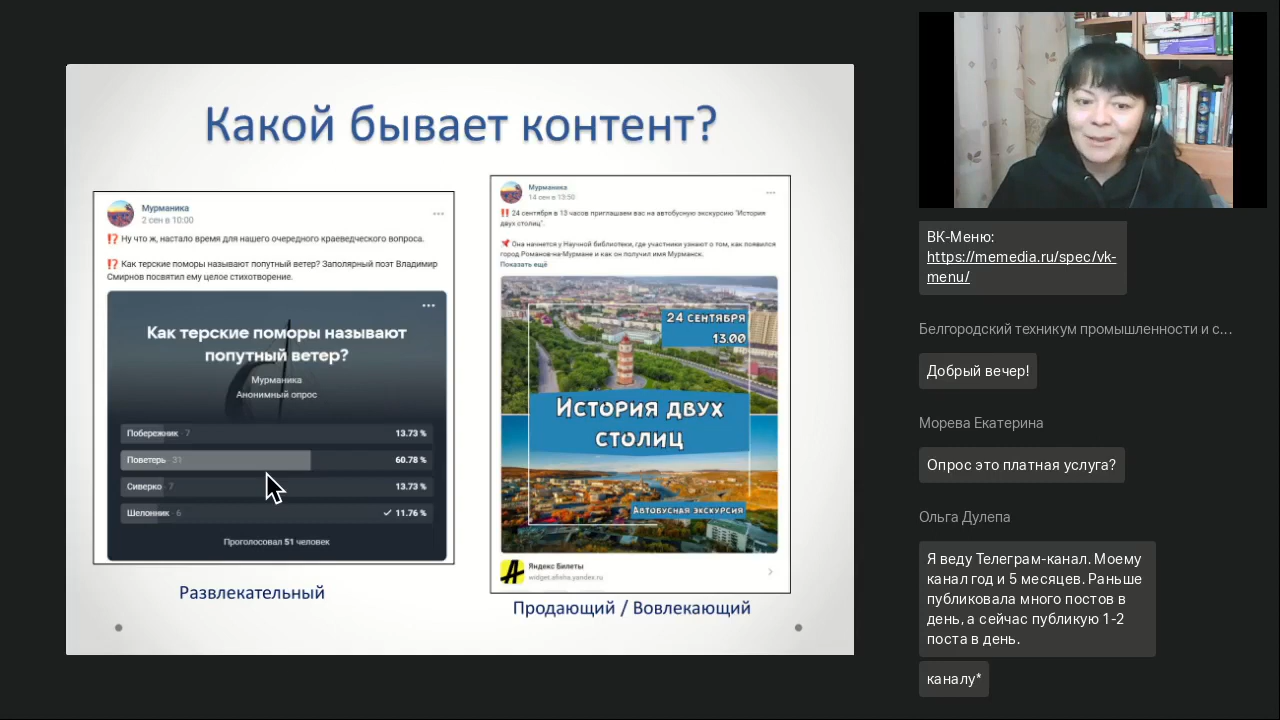 Какой бывает контент?
Мурманика
2 сен в 10:00
⁉️ Ну что ж, настало время для нашего очередного краеведческого вопроса.
⁉️ Как терские поморы называют попутный ветер? Заполярный поэт Владимир
Смирнов посвятил ему целое стихотворение.
Как терские поморы называют
попутный ветер?
Мурманика
Анонимный опрос
Побережник · 7 13.73 %
Поветерь · 31 60.78 %
Сиверко · 7 13.73 %
Шелонник · 6 11.76 %
Проголосовал 51 человек
Развлекательный
Мурманика
14 сен в 13:50
‼️ 24 сентября в 13 часов приглашаем вас на автобусную экскурсию "История
двух столиц".
📌 Она начнется у Научной библиотеки, где участники узнают о том, как появился
город Романов-на-Мурмане и как он получил имя Мурманск.
Показать ещё
24 сентября
13.00
История двух
столиц
Автобусная экскурсия
Яндекс Билеты
widget.afisha.yandex.ru
Продающий / Вовлекающий
ВК-Меню:
https://memedia.ru/spec/vk-
menu/
Белгородский техникум промышленности и с...
Добрый вечер!
Морева Екатерина
Опрос это платная услуга?
Ольга Дулепа
Я веду Телеграм-канал. Моему
канал год и 5 месяцев. Раньше
публиковала много постов в
день, а сейчас публикую 1-2
поста в день.
каналу*